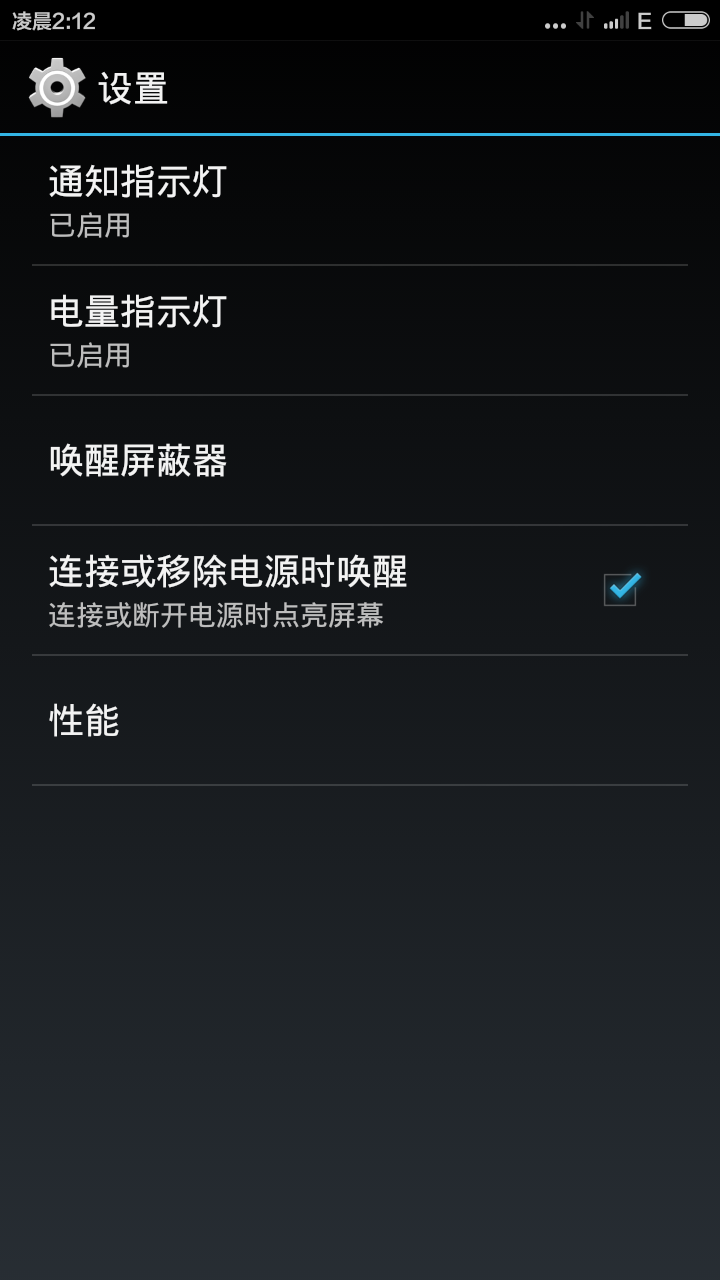 凌晨2:12
... E
设置
通知指示灯
已启用
电量指示灯
已启用
唤醒屏蔽器
连接或移除电源时唤醒
连接或断开电源时点亮屏幕
性能